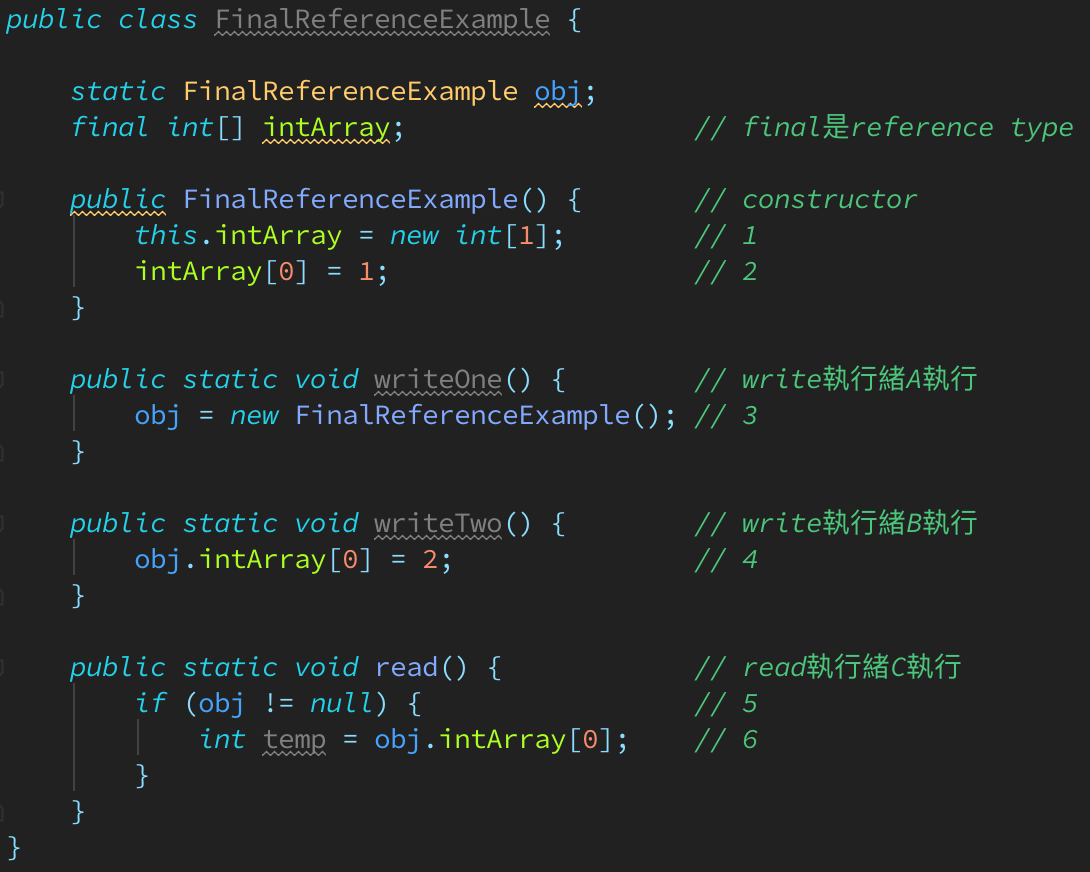 public class FinalReferenceExample {
static FinalReferenceExample obj;
final int[] intArray; // final是reference type
public FinalReferenceExample() { // constructor
this.intArray = new int[1]; // 1
intArray[0] = 1; // 2
}
public static void writeOne() { // write執行緒A執行
obj = new FinalReferenceExample(); // 3
}
public static void writeTwo() { // write執行緒B執行
obj.intArray[0] = 2; // 4
}
public static void read() { // read執行緒C執行
if (obj != null) { // 5
int temp = obj.intArray[0]; // 6
}
}
}